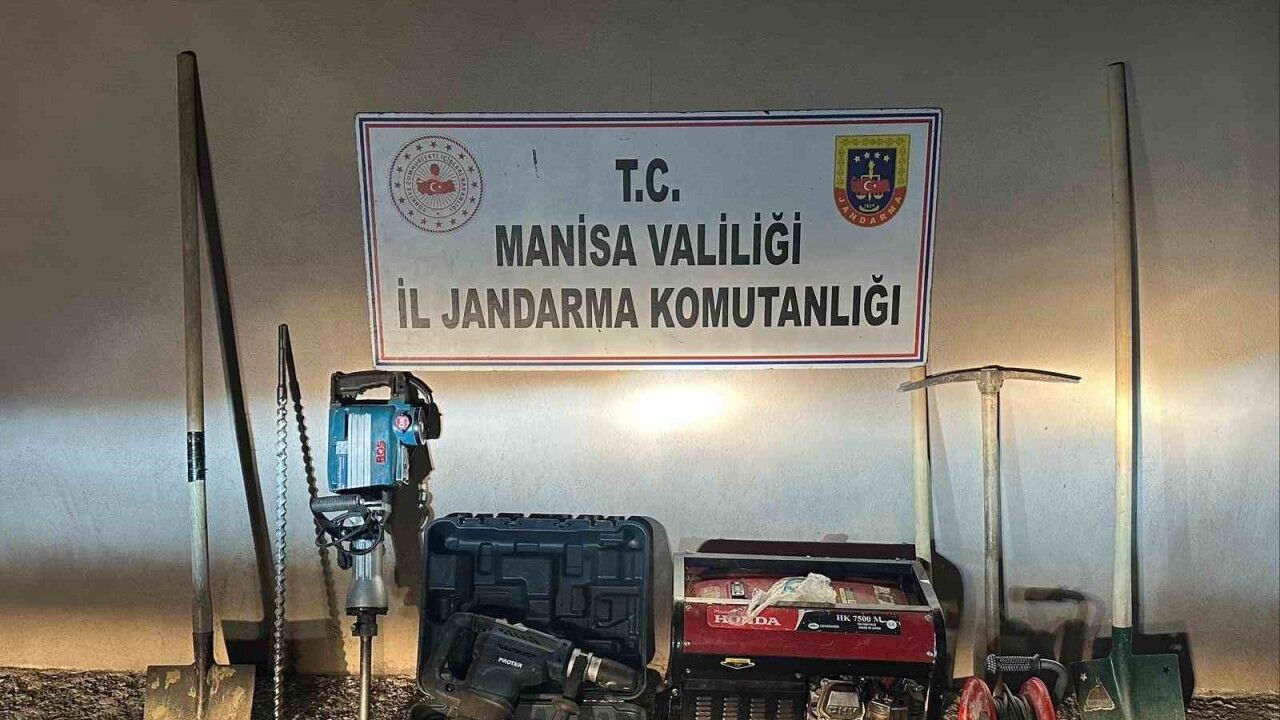 T.C.
MANİSA VALİLİĞİ
İL JANDARMA KOMUTANLIĞI
JANDARMA
PROTER
HONDA
HK 7500 M